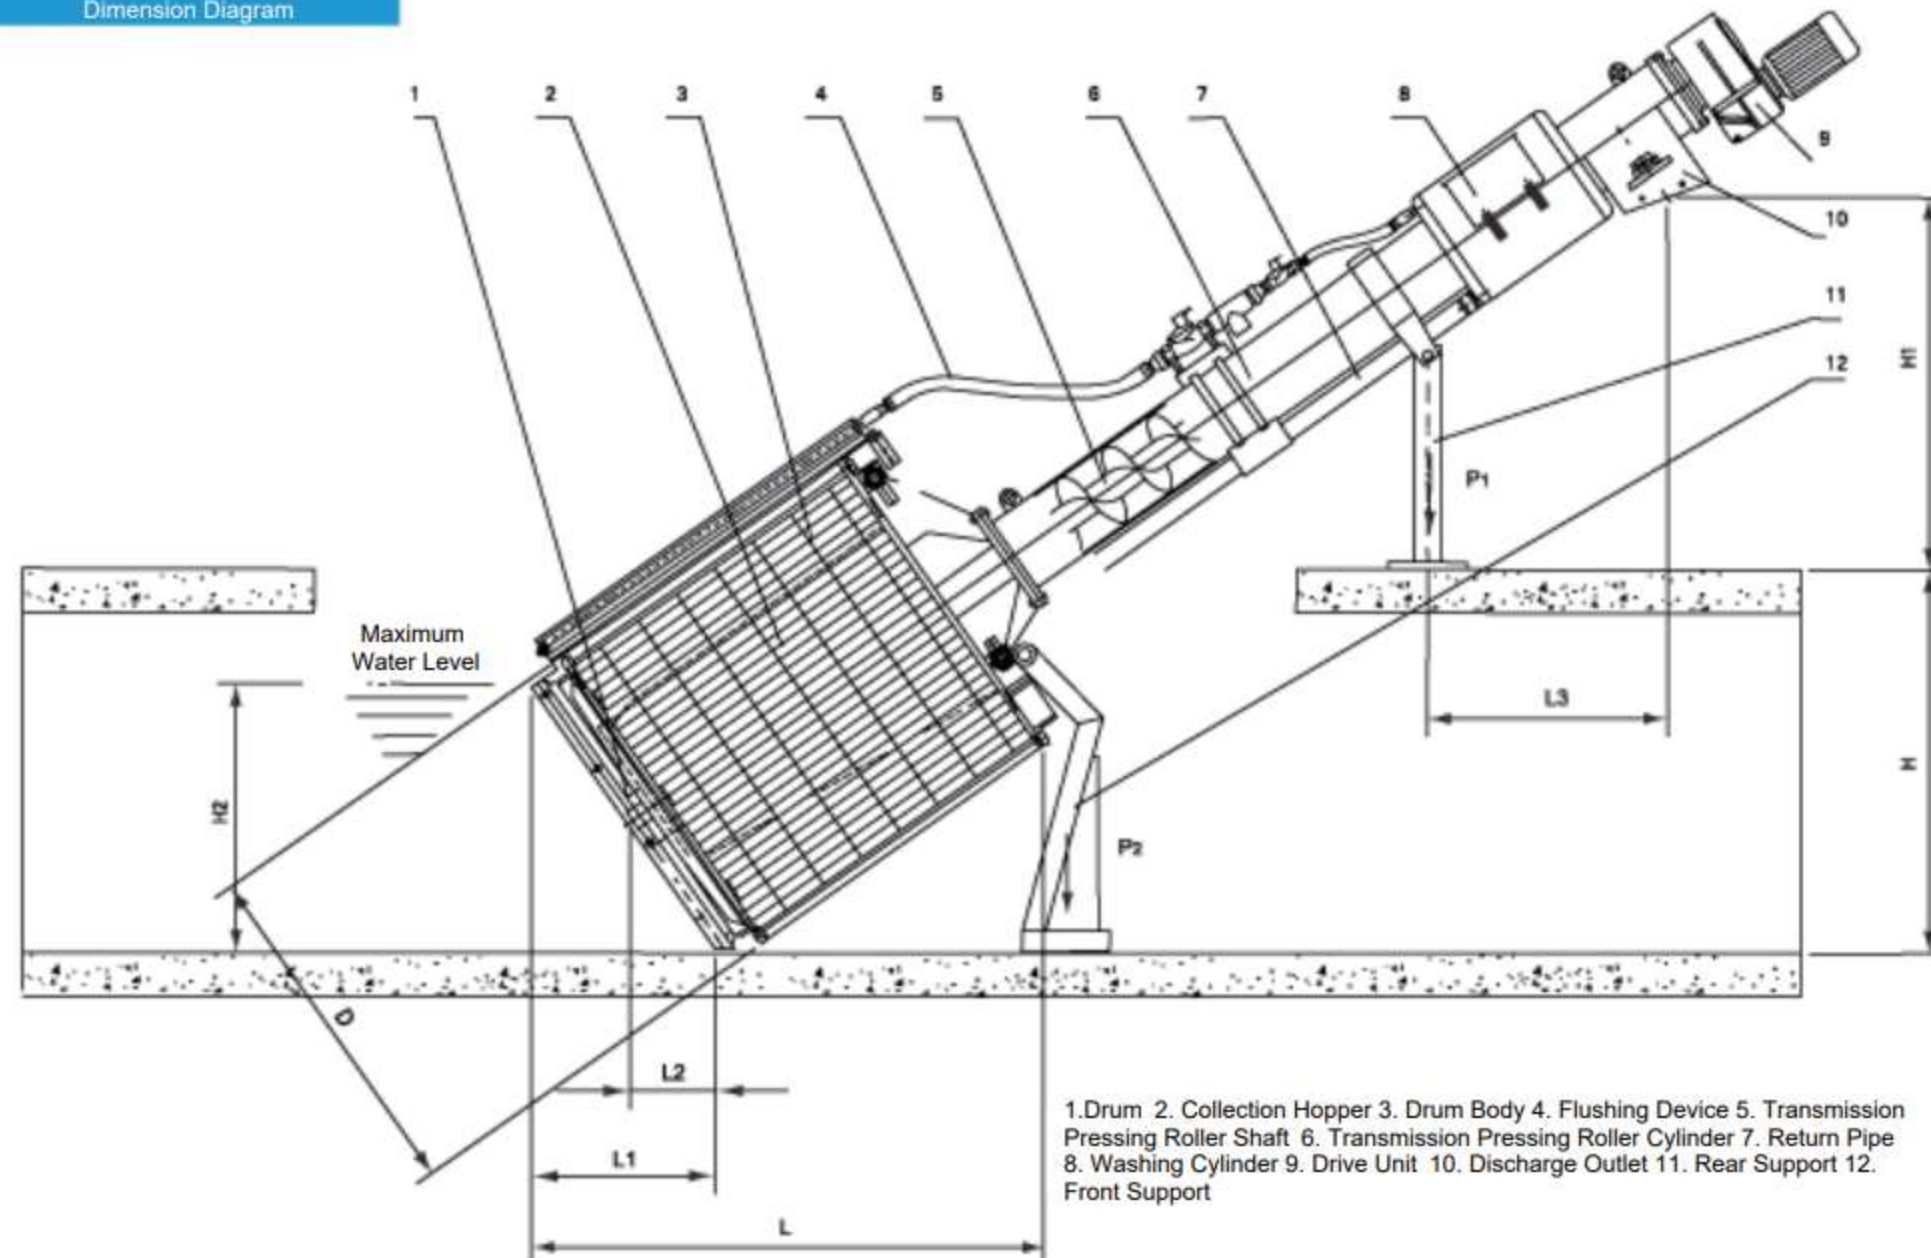 Dimension Diagram
1 2 3 4 5 6 7 8
9
10
11
12
H1
P1
Maximum
Water Level
L3
H
H2
P2
D
L2
L1
L
1.Drum 2. Collection Hopper 3. Drum Body 4. Flushing Device 5. Transmission
Pressing Roller Shaft 6. Transmission Pressing Roller Cylinder 7. Return Pipe
8. Washing Cylinder 9. Drive Unit 10. Discharge Outlet 11. Rear Support 12.
Front Support